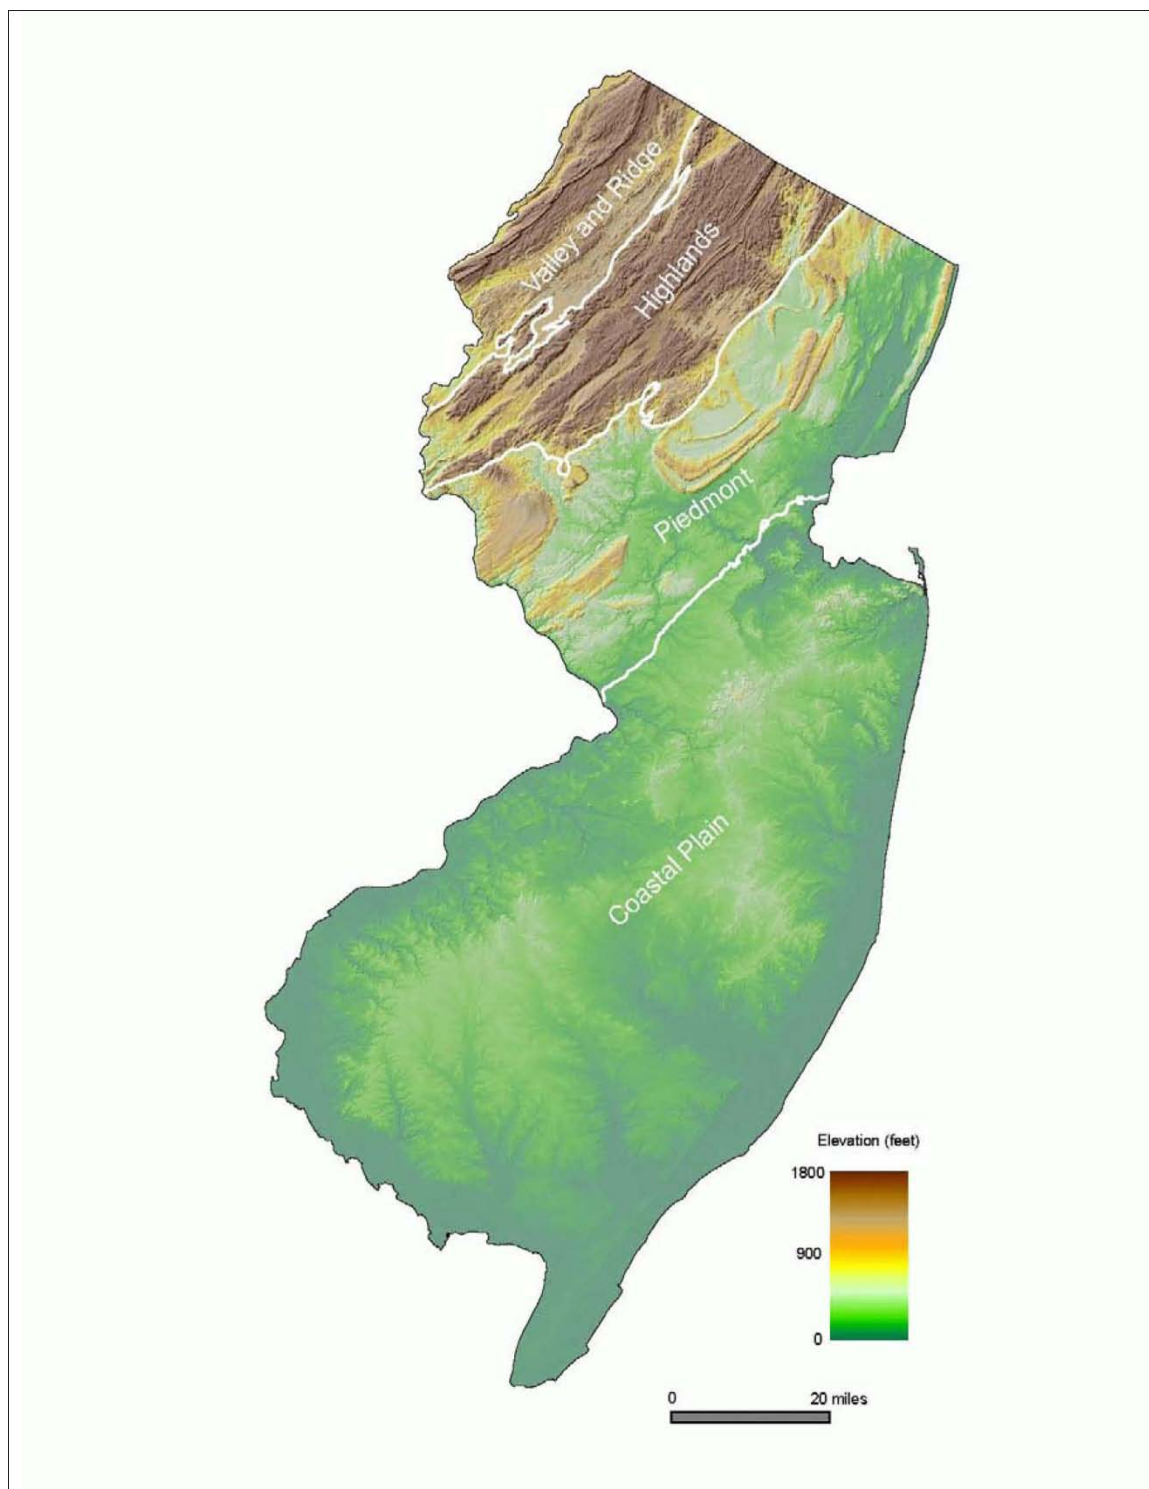 Valley and Ridge
Highlands
Piedmont
Coastal Plain
Elevation (feet)
1800
900
0
0 20 miles